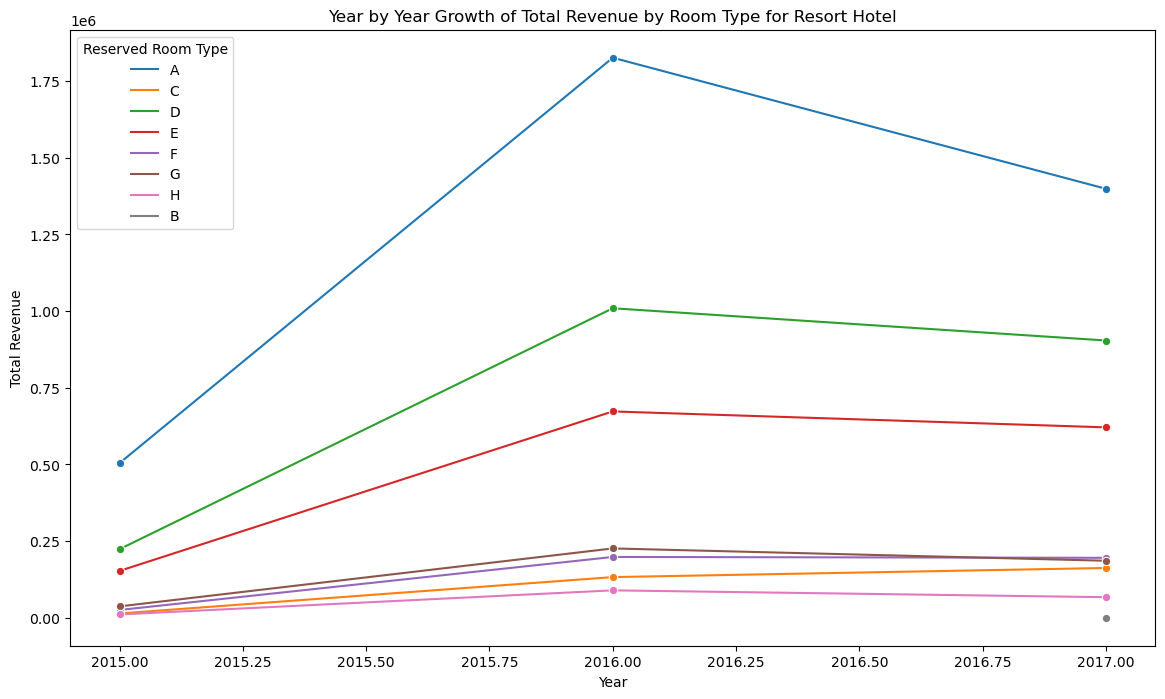 Year by Year Growth of Total Revenue by Room Type for Resort Hotel
1e6
Reserved Room Type
A
C
D
E
F
G
H
B
1.75
1.50
1.25
1.00
0.75
0.50
0.25
0.00
Total Revenue
2015.00 2015.25 2015.50 2015.75 2016.00 2016.25 2016.50 2016.75 2017.00
Year